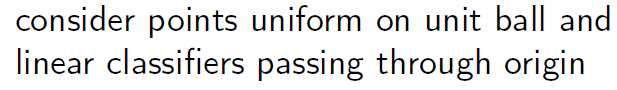 consider points uniform on unit ball and
linear classifiers passing through origin